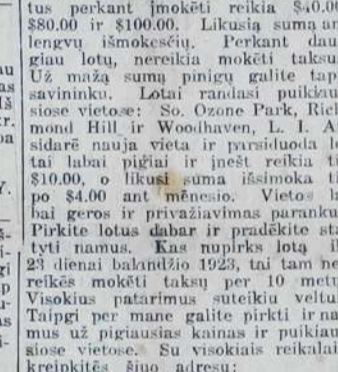 tus perkant įmokėti reikia $40.00
$80.00 ir $100.00. Likusią sumą an
lengvų išmokesčių. Perkant dau
giau lotų, nereikia mokėti taksu
Už mažą sumą pinigų galite tap
savininku. Lotai randasi puikiau
siose vietose: So. Ozone Park, Rich
mond Hill ir Woodhaven, L. I. A
sidarė nauja vieta ir parsiduoda lo
tai labai pigiai ir įnešt reikia ti
$10.00, o likusi suma išsimoka ti
po $4.00 ant mėnesio. Vietos la
bai geros ir privažiavimas paranku
Pirkite lotus dabar ir pradėkite sta
tyti namus. Kas nupirks lotą i
23 dienai balandžio 1923, tai tam ne
reikės mokėti taksų per 10 metų
Visokius patarimus suteikiu veltu
Taipgi per mane galite pirkti ir na
mus už pigiausias kainas ir puikiau
siose vietose. Su visokiais reikalai
kreipkitės šiuo adresu: